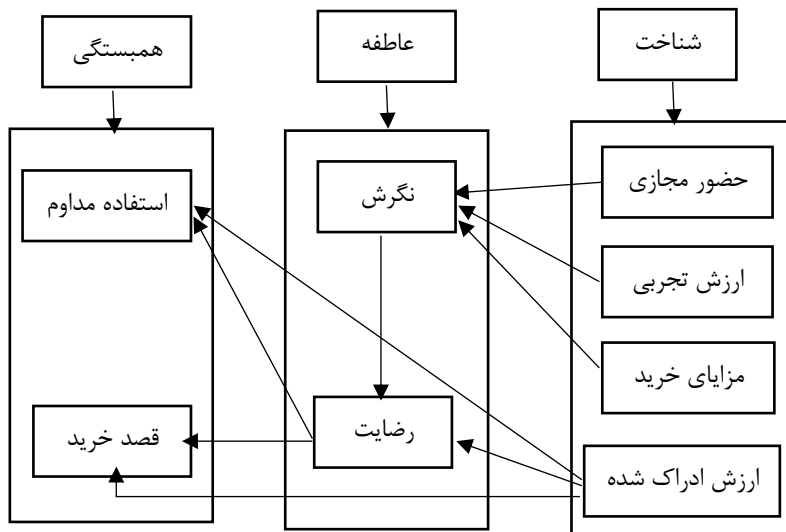 شناخت
عاطفه
همبستگی
حضور مجازی
نگرش
استفاده مداوم
ارزش تجربی
مزایای خرید
رضایت
قصد خرید
ارزش ادراک شده